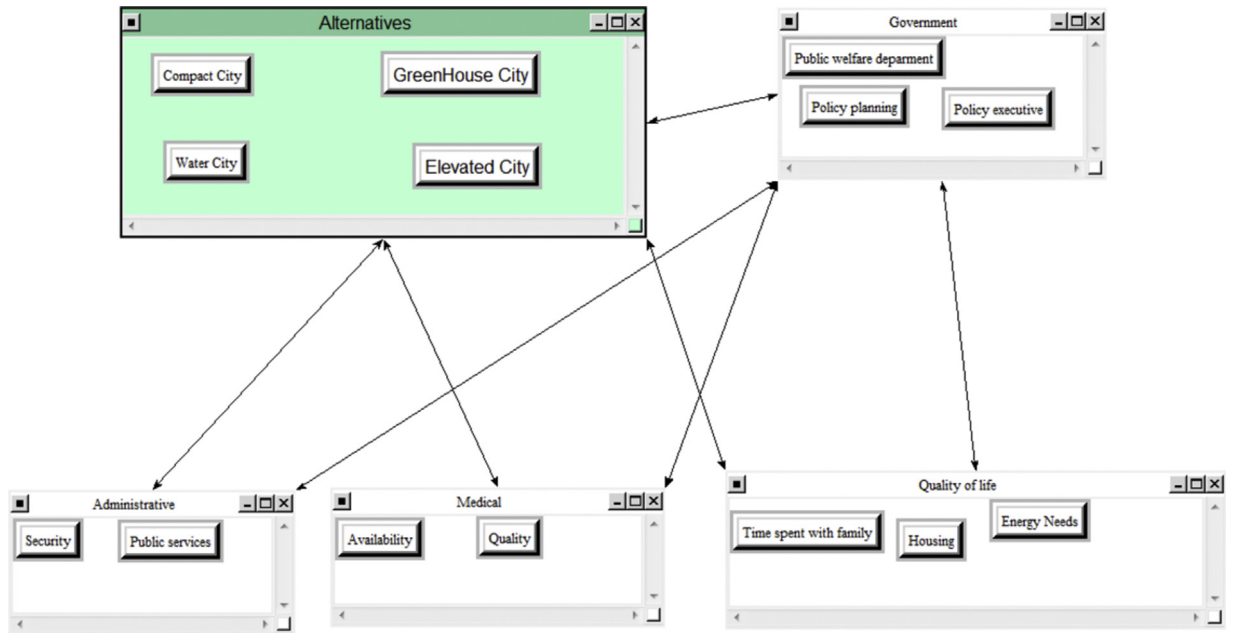 Alternatives
Compact City
GreenHouse City
Water City
Elevated City
Government
Public welfare deparment
Policy planning
Policy executive
Administrative
Security
Public services
Medical
Availability
Quality
Quality of life
Time spent with family
Housing
Energy Needs